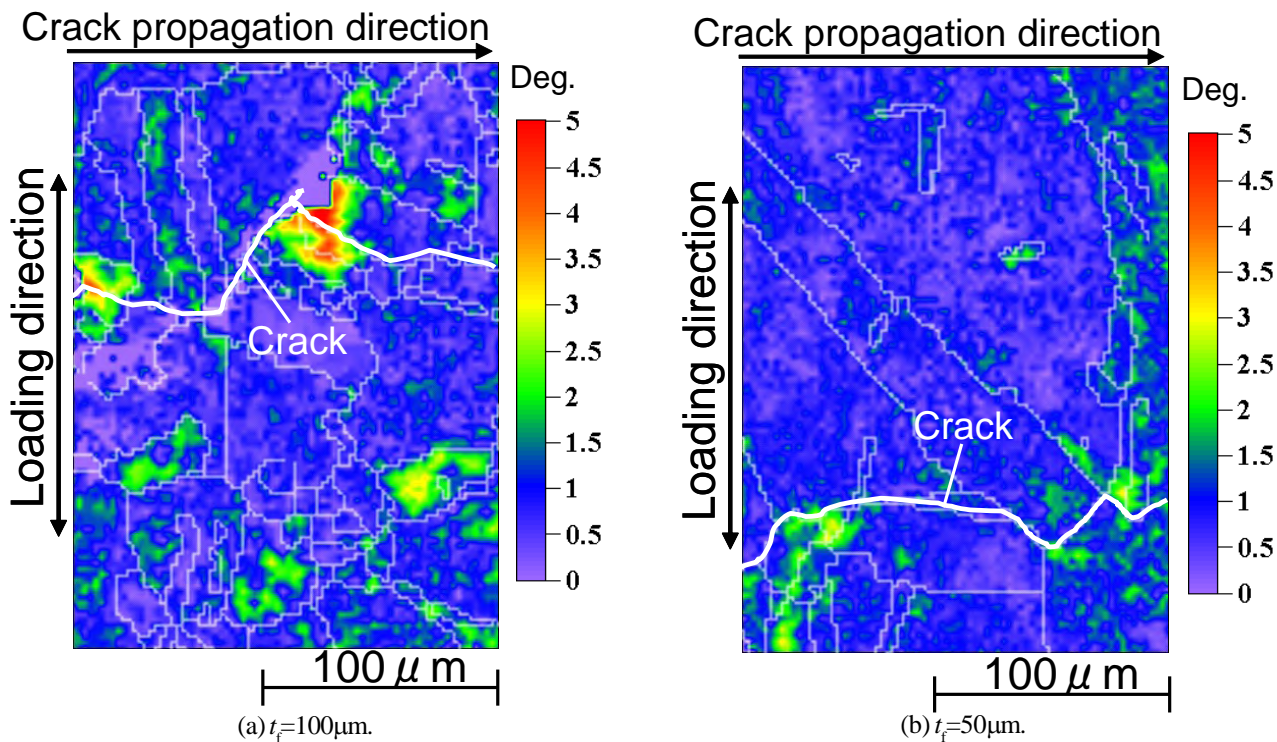 Crack propagation direction
Deg.
5
4.5
4
3.5
3
2.5
2
1.5
1
0.5
0
Loading direction
Crack
100 μ m
(a) t_f=100μm.
Crack propagation direction
Deg.
5
4.5
4
3.5
3
2.5
2
1.5
1
0.5
0
Loading direction
Crack
100 μ m
(b) t_f=50μm.